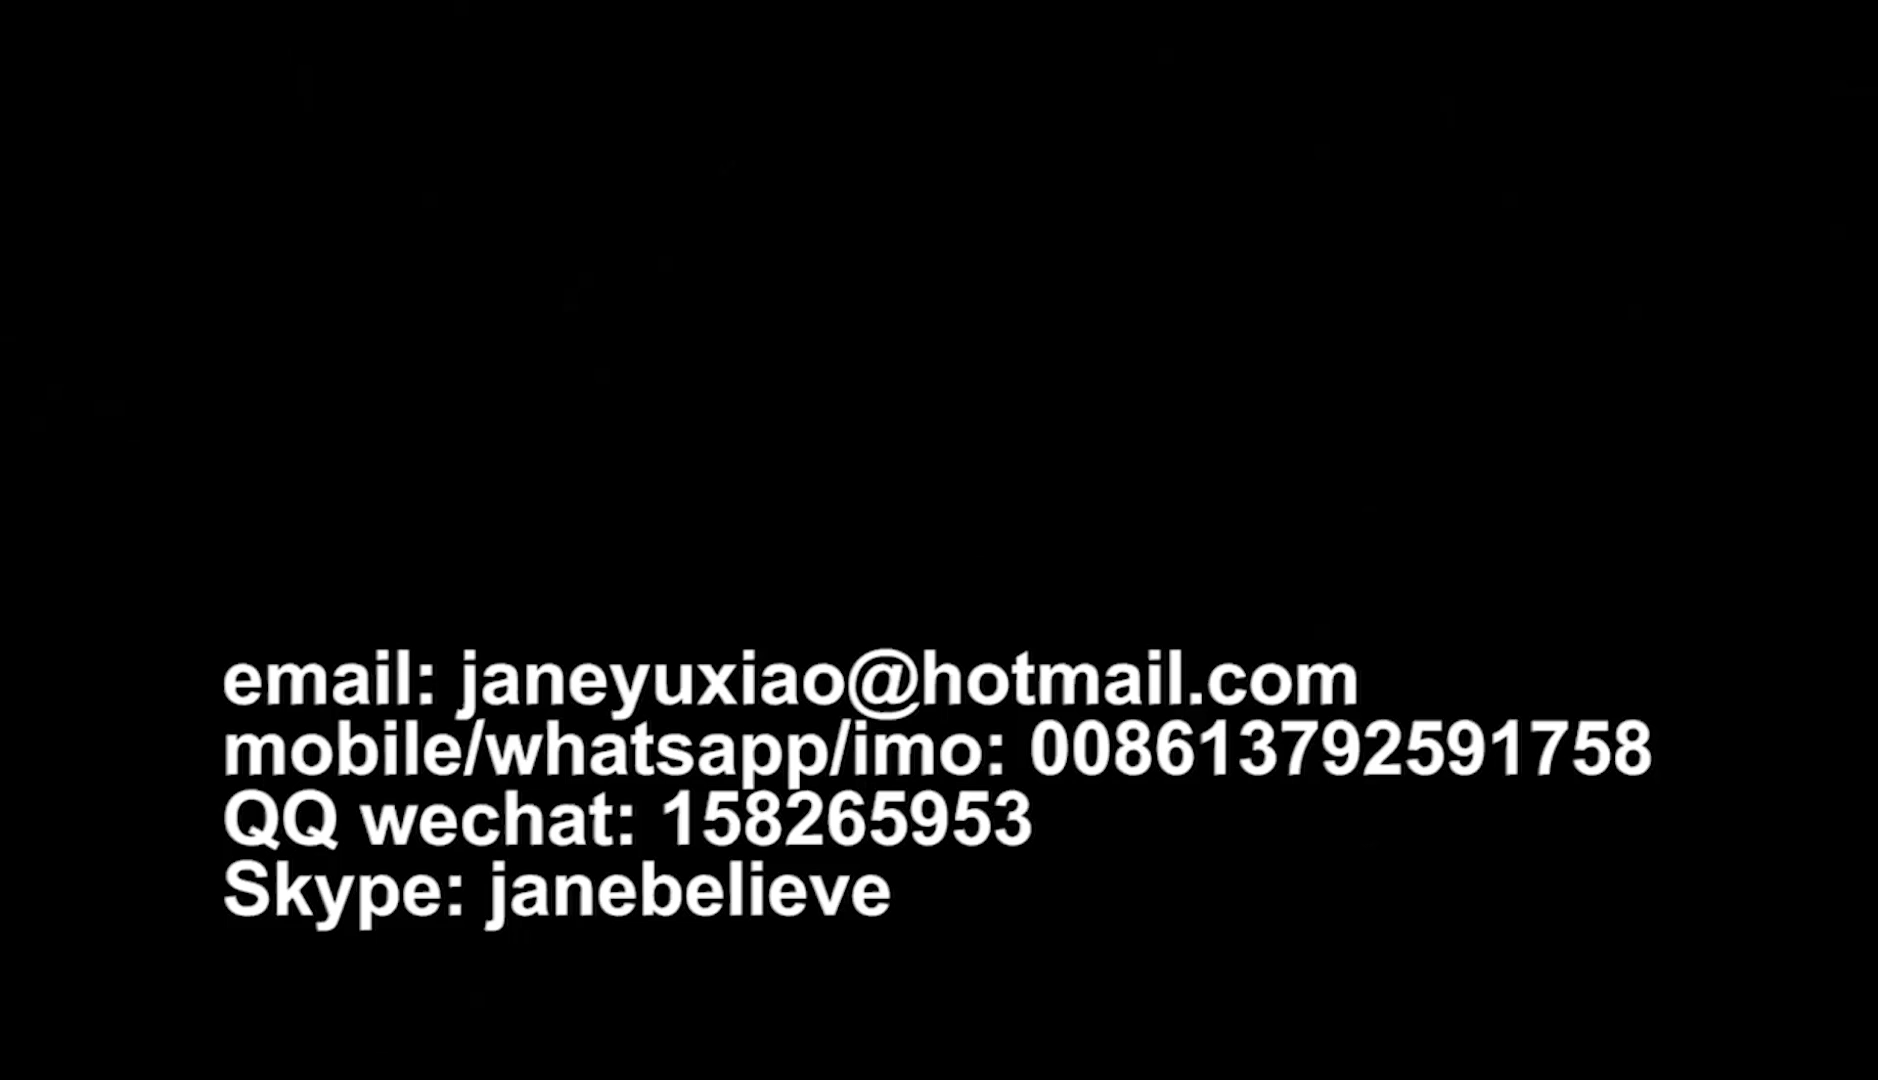 email: janeyuxiao@hotmail.com
mobile/whatsapp/imo: 008613792591758
QQ wechat: 158265953
Skype: janebelieve